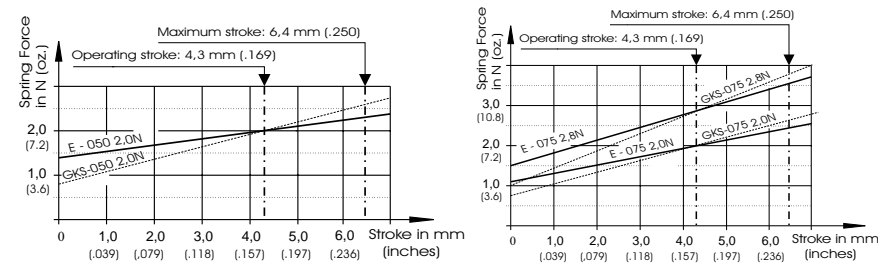 Maximum stroke: 6,4 mm (.250)
Operating stroke: 4,3 mm (.169)
Spring Force
in N (oz.)
2,0
(7.2)
1,0
(3.6)
E - 050 2,0N
GKS-050 2,0N
0 1,0 2,0 3,0 4,0 5,0 6,0 Stroke in mm
(.039) (.079) (.118) (.157) (.197) (.236) (inches)
Maximum stroke: 6,4 mm (.250)
Operating stroke: 4,3 mm (.169)
Spring Force
in N (oz.)
3,0
(10.8)
2,0
(7.2)
1,0
(3.6)
GKS-075 2,8N
E - 075 2,8N
GKS-075 2,0N
E - 075 2,0N
0 1,0 2,0 3,0 4,0 5,0 6,0 Stroke in mm
(.039) (.079) (.118) (.157) (.197) (.236) (inches)